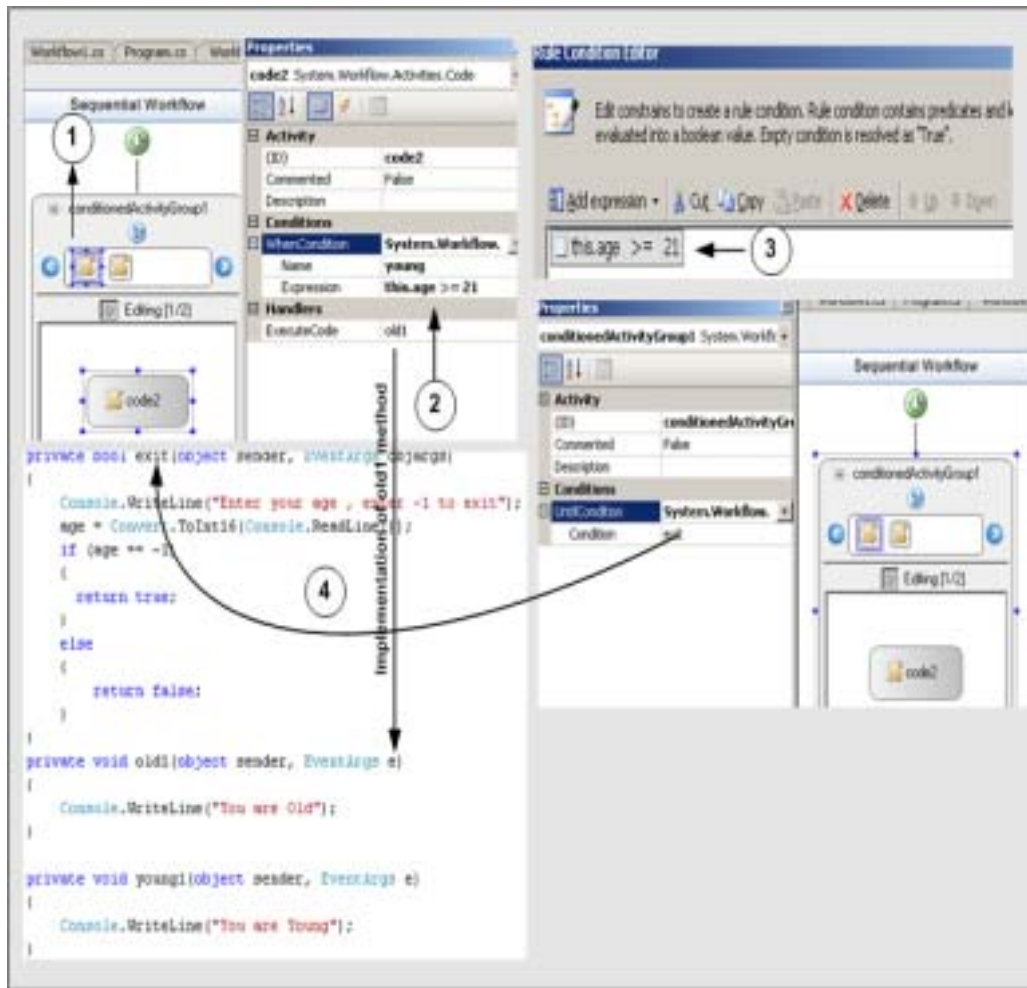 Workflow1.cs Program.cs Workf
Sequential Workflow
1
conditionedActivityGroup1
Editing [1/2]
code2
Properties
code2 System.Workflow.Activities.Code
Activity
(ID) code2
Commented False
Description
Conditions
WhenCondition System.Workflow.
Name young
Expression this.age >= 21
Handlers
ExecuteCode old1
2
Implementation of old1 method
Rule Condition Editor
Edit constrains to create a rule condition. Rule condition contains predicates and
evaluated into a boolean value. Empty condition is resolved as "True".
Add expression Cut Copy Paste Delete Up Down
this.age >= 21
3
Properties
conditionedActivityGroup1 System.Workfl
Activity
(ID) conditionedActivityGr
Commented False
Description
Conditions
UntilCondition System.Workflow.
Condition exit
Sequential Workflow
conditionedActivityGroup1
Editing [1/2]
code2
4
private bool exit(object sender, EventArgs objargs)
{
Console.WriteLine("Enter your age , enter -1 to exit");
age = Convert.ToInt16(Console.ReadLine());
if (age == -1)
{
return true;
}
else
{
return false;
}
}
private void old1(object sender, EventArgs e)
{
Console.WriteLine("You are Old");
}
private void young1(object sender, EventArgs e)
{
Console.WriteLine("You are Young");
}